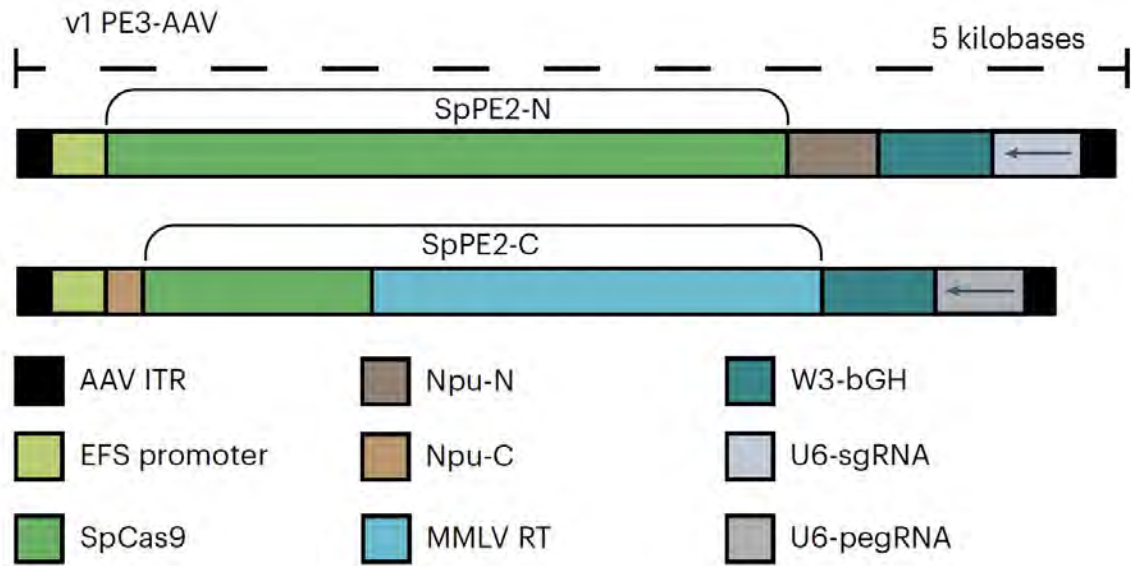 v1 PE3-AAV
5 kilobases
SpPE2-N
SpPE2-C
AAV ITR
Npu-N
W3-bGH
EFS promoter
Npu-C
U6-sgRNA
SpCas9
MMLV RT
U6-pegRNA